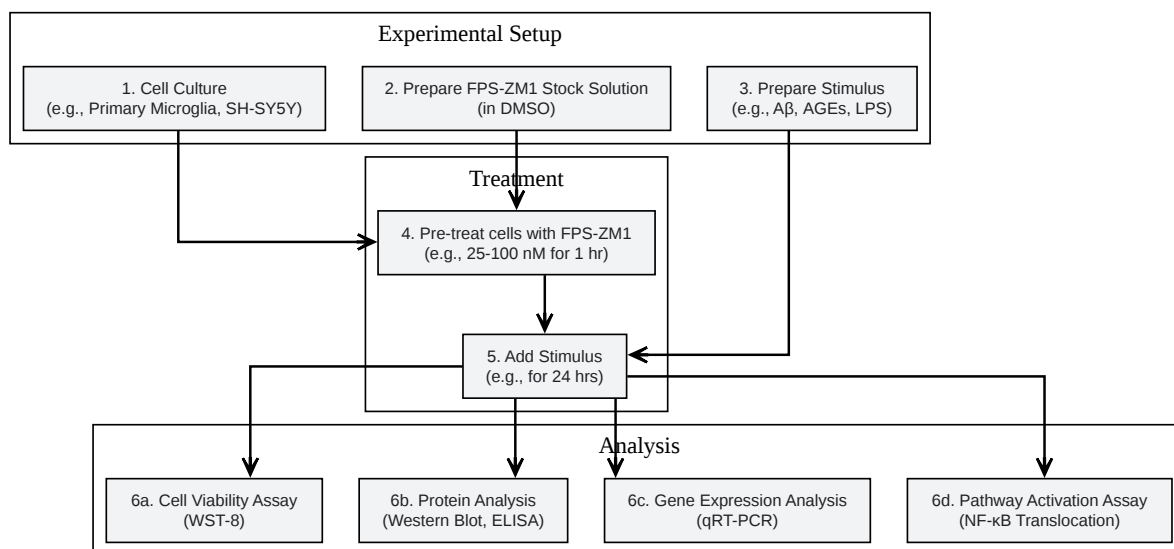 Experimental Setup
1. Cell Culture
(e.g., Primary Microglia, SH-SY5Y)
2. Prepare FPS-ZM1 Stock Solution
(in DMSO)
3. Prepare Stimulus
(e.g., Aβ, AGEs, LPS)
Treatment
4. Pre-treat cells with FPS-ZM1
(e.g., 25-100 nM for 1 hr)
5. Add Stimulus
(e.g., for 24 hrs)
Analysis
6a. Cell Viability Assay
(WST-8)
6b. Protein Analysis
(Western Blot, ELISA)
6c. Gene Expression Analysis
(qRT-PCR)
6d. Pathway Activation Assay
(NF-κB Translocation)